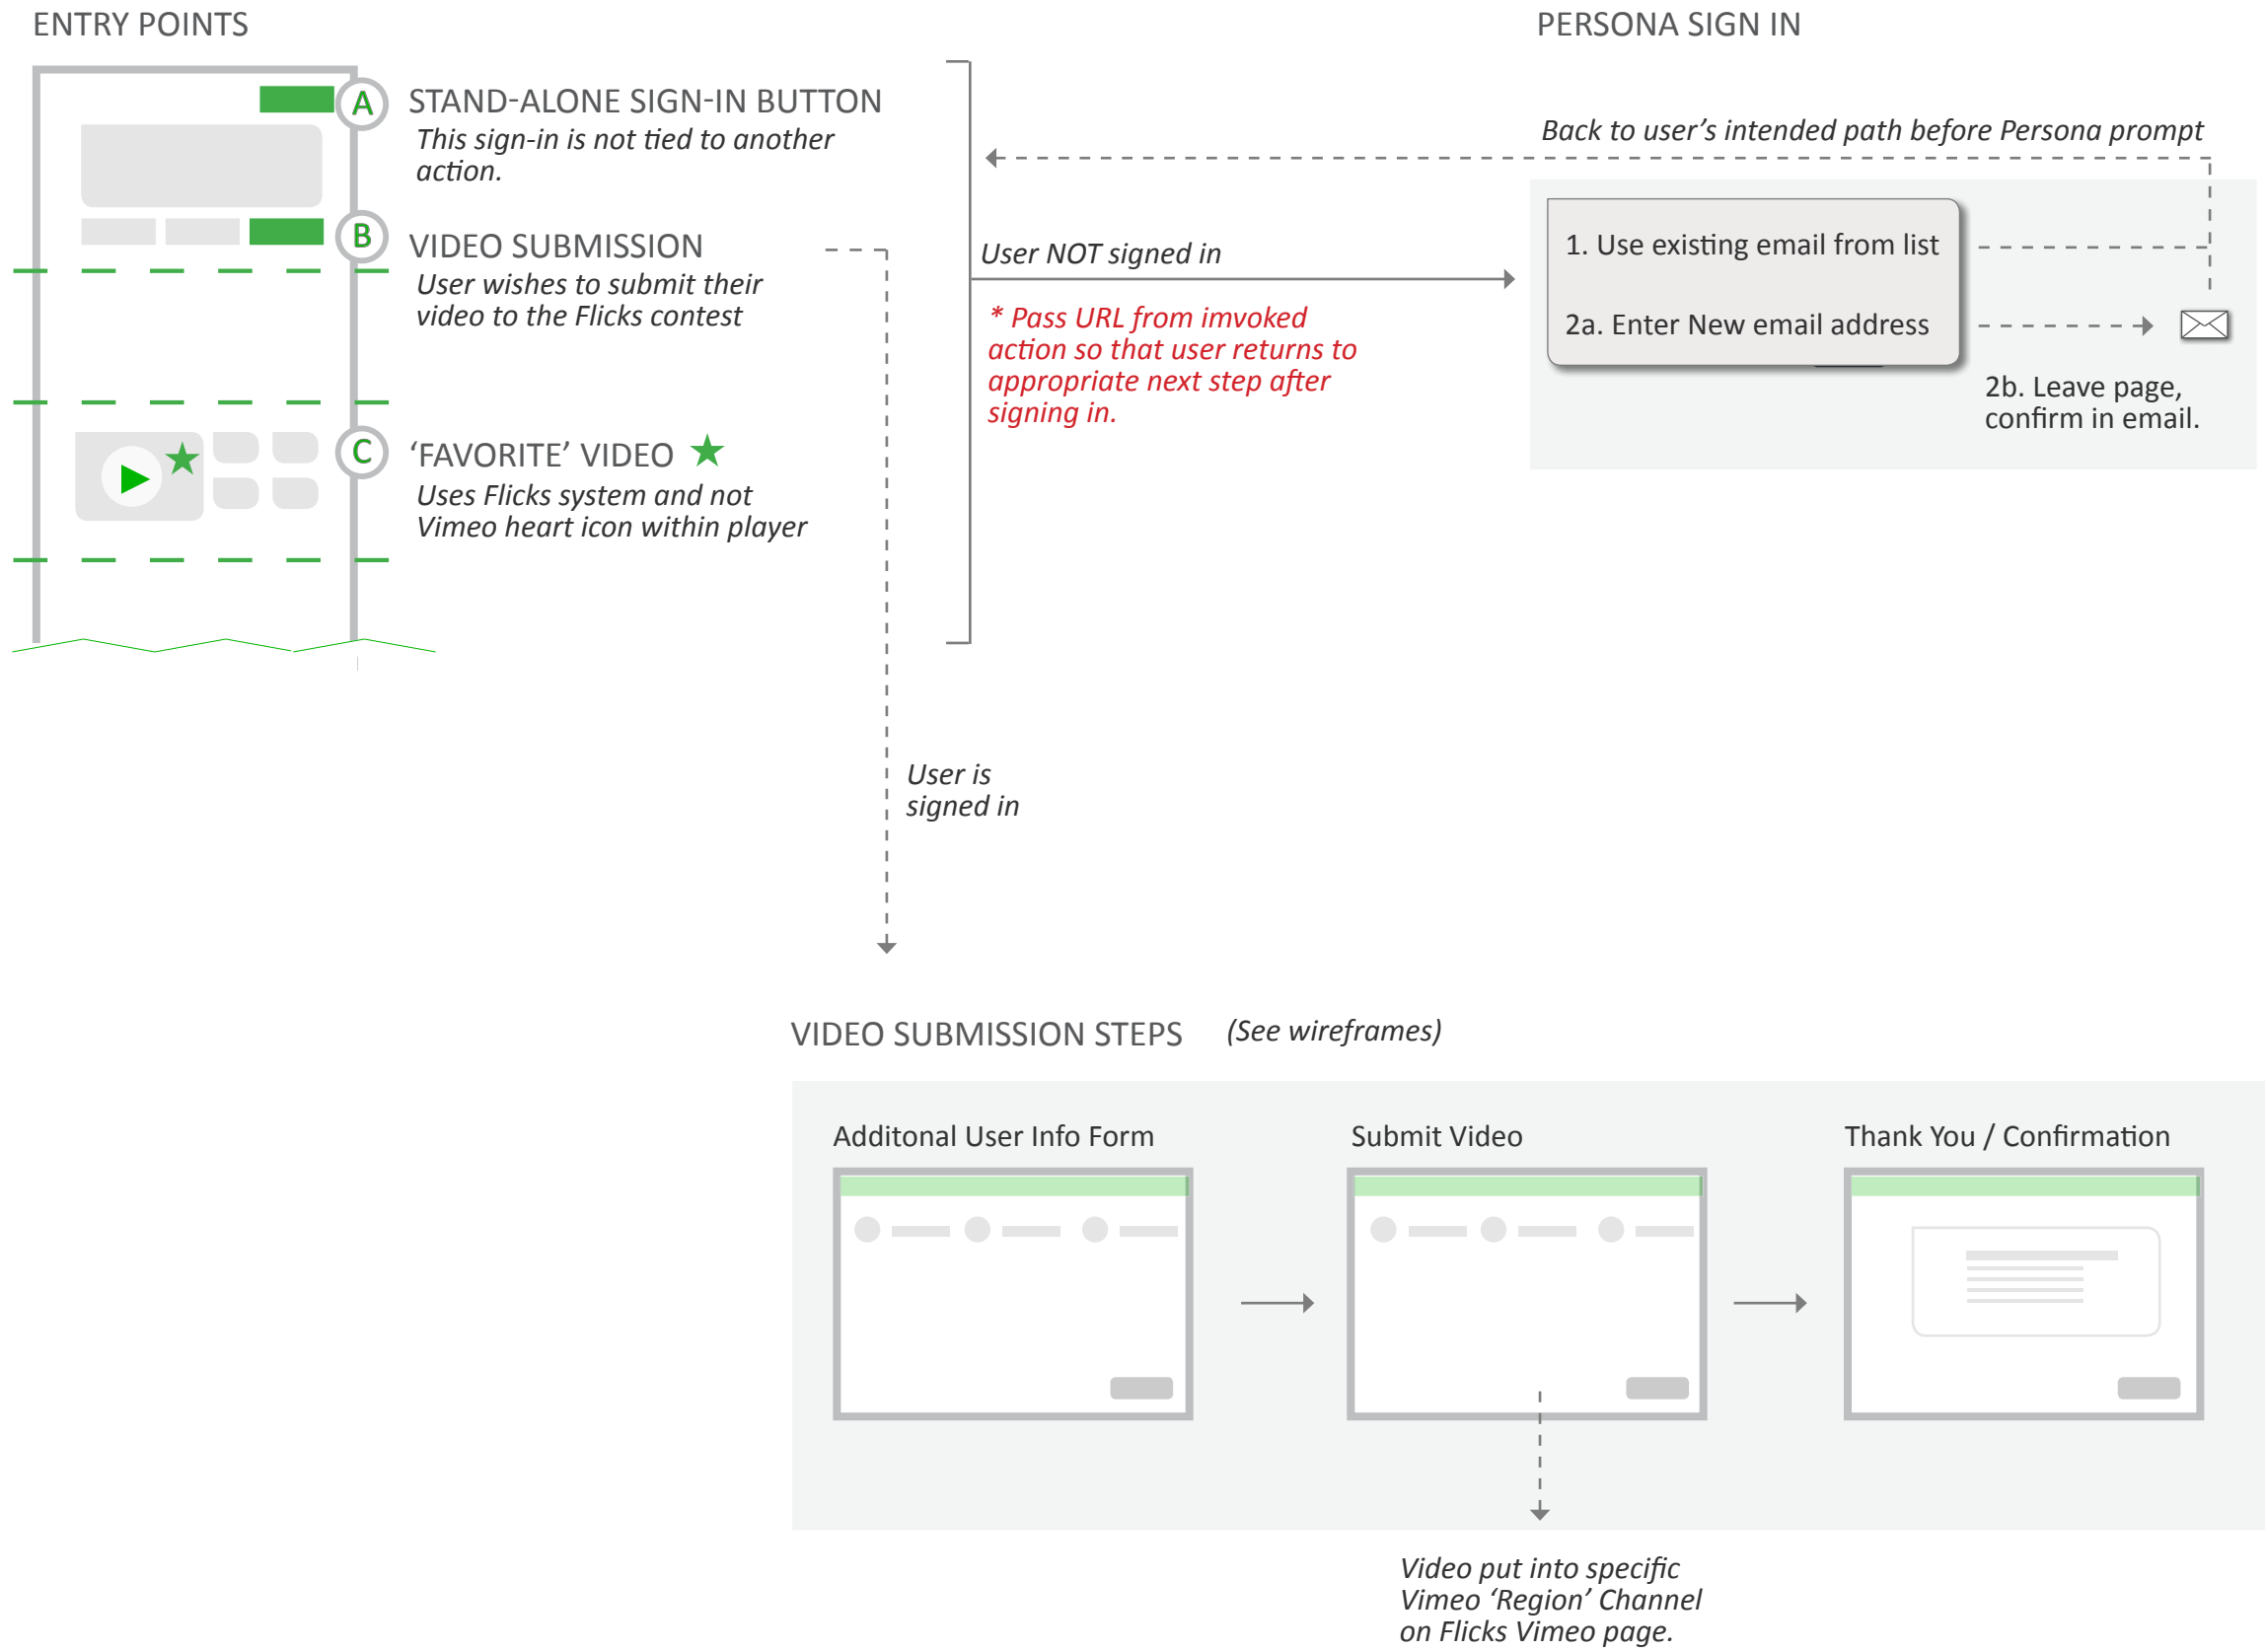 ENTRY POINTS
PERSONA SIGN IN
A
STAND-ALONE SIGN-IN BUTTON
This sign-in is not tied to another
action.
B
VIDEO SUBMISSION
User wishes to submit their
video to the Flicks contest
C
‘FAVORITE’ VIDEO
Uses Flicks system and not
Vimeo heart icon within player
User NOT signed in
* Pass URL from imvoked
action so that user returns to
appropriate next step after
signing in.
Back to user’s intended path before Persona prompt
1. Use existing email from list
2a. Enter New email address
2b. Leave page,
confirm in email.
User is
signed in
VIDEO SUBMISSION STEPS (See wireframes)
Additonal User Info Form
Submit Video
Thank You / Confirmation
Video put into specific
Vimeo ‘Region’ Channel
on Flicks Vimeo page.